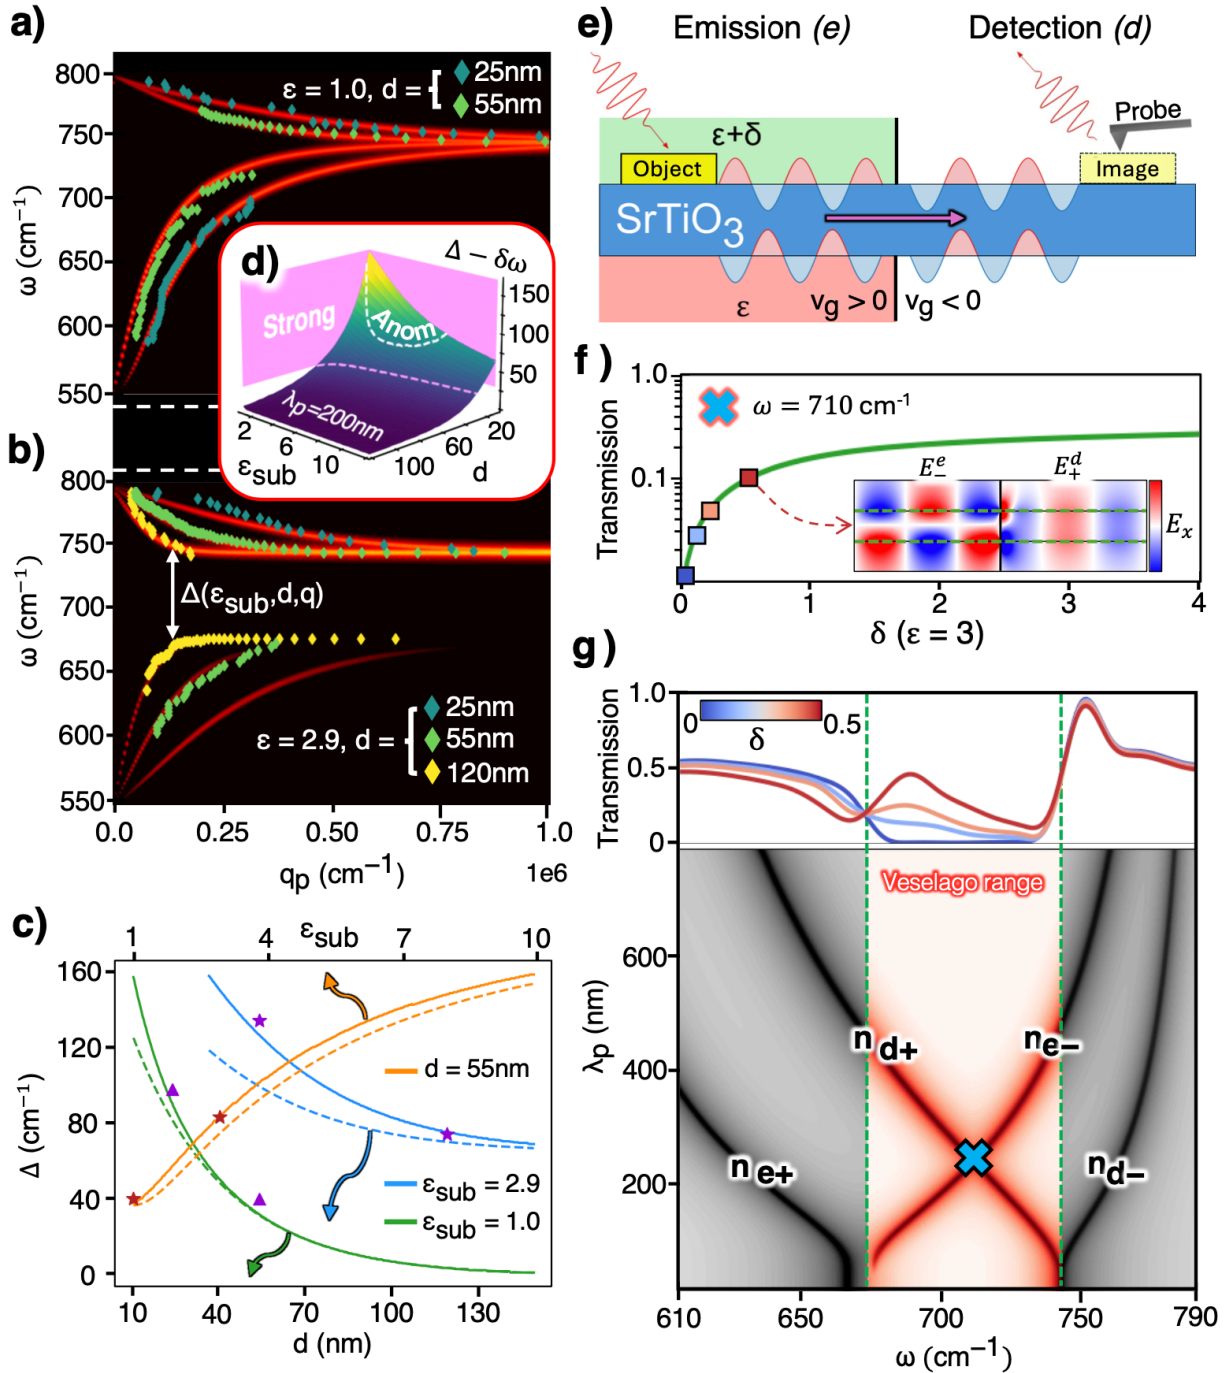 a)
800
750
700
650
600
550
ω (cm⁻¹)
ε = 1.0, d =
25nm
55nm
d)
Δ − δω
150
100
50
Strong
Anom
λp=200nm
2
6
10
εsub
100
60
20
d
b)
800
750
700
650
600
550
ω (cm⁻¹)
Δ(εsub,d,q)
ε = 2.9, d =
25nm
55nm
120nm
0.0
0.25
0.50
0.75
1.0
qp (cm⁻¹)
1e6
c)
1
4
εsub
7
10
160
120
80
40
0
Δ (cm⁻¹)
d = 55nm
εsub = 2.9
εsub = 1.0
10
40
70
100
130
d (nm)
e)
Emission (e)
Detection (d)
Probe
ε+δ
Object
Image
SrTiO3
ε
vg > 0
vg < 0
f)
1.0
0.1
Transmission
ω = 710 cm⁻¹
E₋ᵉ
E₊ᵈ
Ex
0
1
2
3
4
δ (ε = 3)
g)
1.0
0.5
0
Transmission
0
0.5
δ
Veselago range
600
400
200
λp (nm)
n d+
n e−
n e+
n d−
610
650
700
750
790
ω (cm⁻¹)